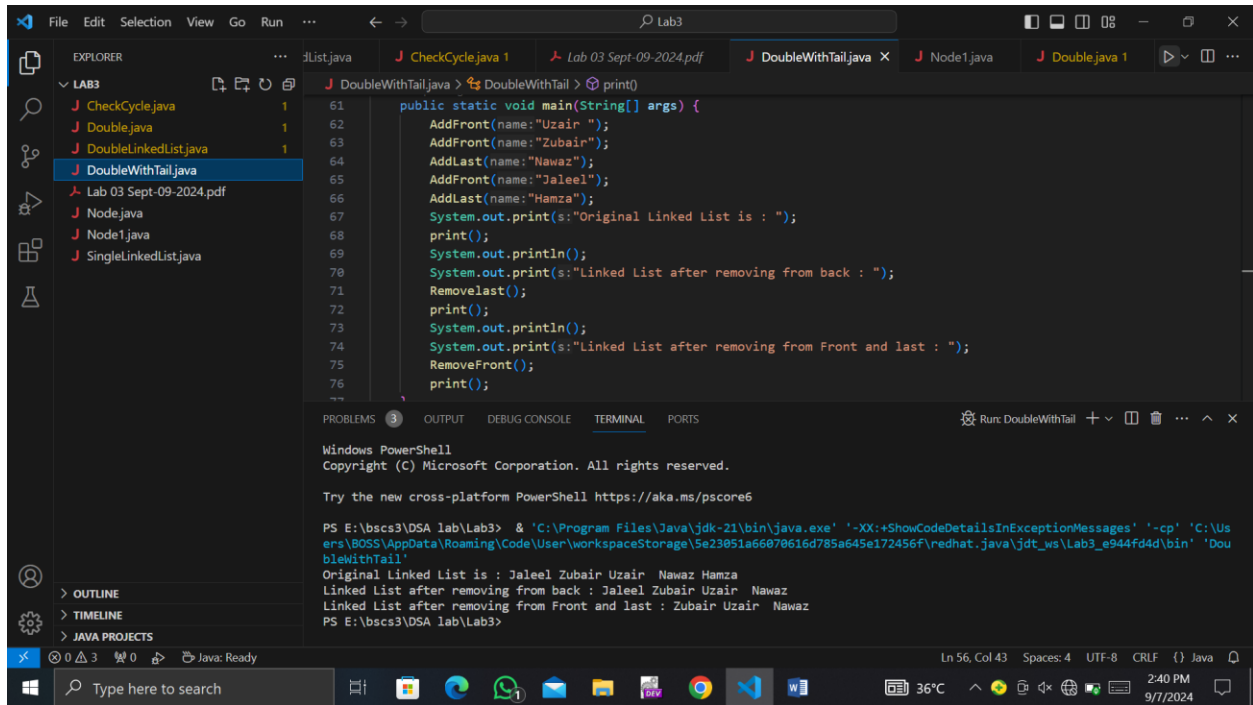 File Edit Selection View Go Run ··· Lab3
EXPLORER ···
LAB3
CheckCycle.java 1
Double.java 1
DoubleLinkedList.java 1
DoubleWithTail.java
Lab 03 Sept-09-2024.pdf
Node.java
Node1.java
SingleLinkedList.java
OUTLINE
TIMELINE
JAVA PROJECTS
dList.java CheckCycle.java 1 Lab 03 Sept-09-2024.pdf DoubleWithTail.java Node1.java Double.java 1
DoubleWithTail.java > DoubleWithTail > print()
61 public static void main(String[] args) {
62 AddFront(name:"Uzair ");
63 AddFront(name:"Zubair");
64 AddLast(name:"Nawaz");
65 AddFront(name:"Jaleel");
66 AddLast(name:"Hamza");
67 System.out.print(s:"Original Linked List is : ");
68 print();
69 System.out.println();
70 System.out.print(s:"Linked List after removing from back : ");
71 Removelast();
72 print();
73 System.out.println();
74 System.out.print(s:"Linked List after removing from Front and last : ");
75 RemoveFront();
76 print();
77 }
PROBLEMS 3 OUTPUT DEBUG CONSOLE TERMINAL PORTS Run: DoubleWithTail
Windows PowerShell
Copyright (C) Microsoft Corporation. All rights reserved.
Try the new cross-platform PowerShell https://aka.ms/pscore6
PS E:\bscs3\DSA lab\Lab3> & 'C:\Program Files\Java\jdk-21\bin\java.exe' '-XX:+ShowCodeDetailsInExceptionMessages' '-cp' 'C:\Us
ers\BOSS\AppData\Roaming\Code\User\workspaceStorage\5e23051a66070616d785a645e172456f\redhat.java\jdt_ws\Lab3_e944fd4d\bin' 'Dou
bleWithTail'
Original Linked List is : Jaleel Zubair Uzair  Nawaz Hamza
Linked List after removing from back : Jaleel Zubair Uzair  Nawaz
Linked List after removing from Front and last : Zubair Uzair  Nawaz
PS E:\bscs3\DSA lab\Lab3>
0 3 0 Java: Ready Ln 56, Col 43 Spaces: 4 UTF-8 CRLF {} Java
Type here to search DEV 1 36°C 2:40 PM
9/7/2024